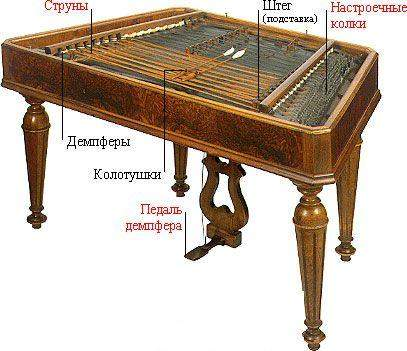 Струны
Штег
(подставка)
Настроечные
колки
Демпферы
Колотушки
Педаль
демпфера